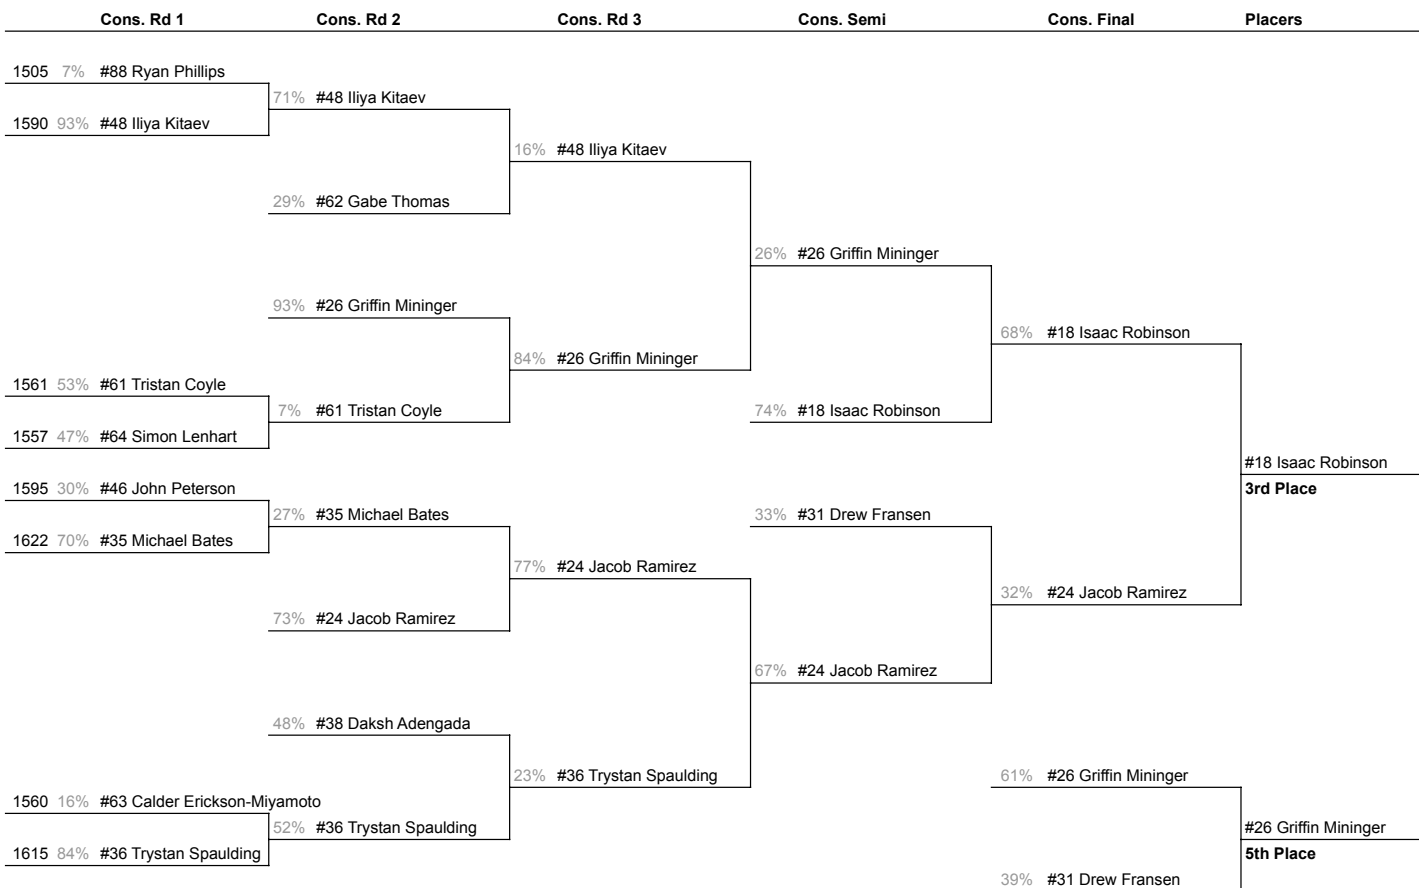 Cons. Rd 1 Cons. Rd 2 Cons. Rd 3 Cons. Semi Cons. Final Placers
1505 7% #88 Ryan Phillips
71% #48 Iliya Kitaev
1590 93% #48 Iliya Kitaev
16% #48 Iliya Kitaev
29% #62 Gabe Thomas
26% #26 Griffin Mininger
93% #26 Griffin Mininger
68% #18 Isaac Robinson
84% #26 Griffin Mininger
1561 53% #61 Tristan Coyle
7% #61 Tristan Coyle
74% #18 Isaac Robinson
1557 47% #64 Simon Lenhart
#18 Isaac Robinson
1595 30% #46 John Peterson
3rd Place
27% #35 Michael Bates
33% #31 Drew Fransen
1622 70% #35 Michael Bates
77% #24 Jacob Ramirez
32% #24 Jacob Ramirez
73% #24 Jacob Ramirez
67% #24 Jacob Ramirez
48% #38 Daksh Adengada
23% #36 Trystan Spaulding
61% #26 Griffin Mininger
1560 16% #63 Calder Erickson-Miyamoto
52% #36 Trystan Spaulding
#26 Griffin Mininger
1615 84% #36 Trystan Spaulding
5th Place
39% #31 Drew Fransen